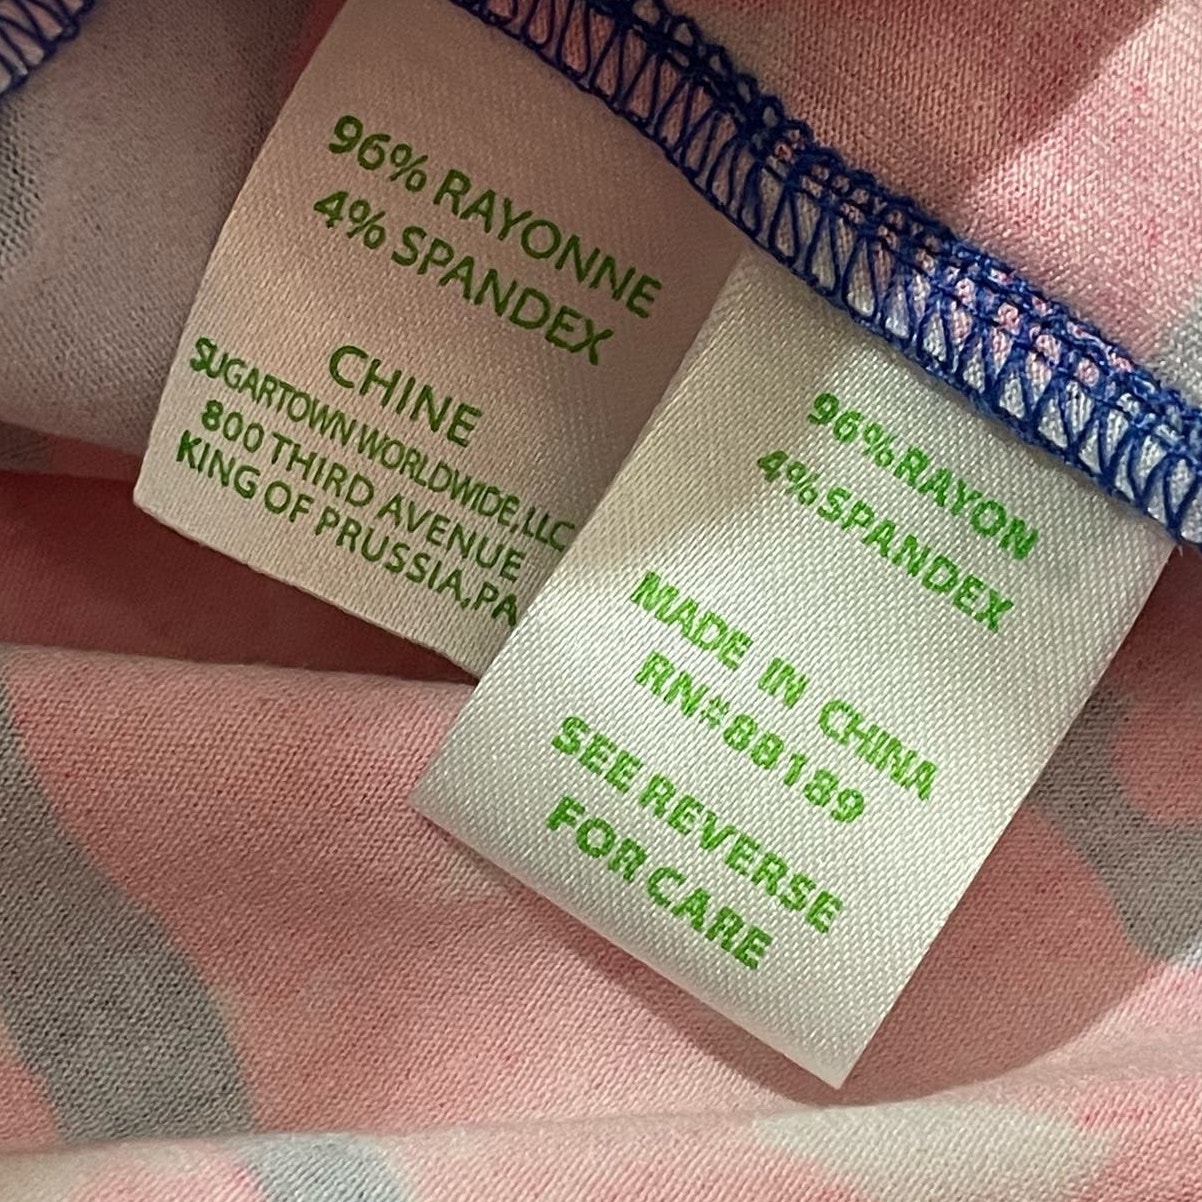 96% RAYONNE
4% SPANDEX
CHINE
SUGARTOWN WORLDWIDE, LLC
800 THIRD AVENUE
KING OF PRUSSIA, PA
96% RAYON
4% SPANDEX
MADE IN CHINA
RN#88189
SEE REVERSE
FOR CARE